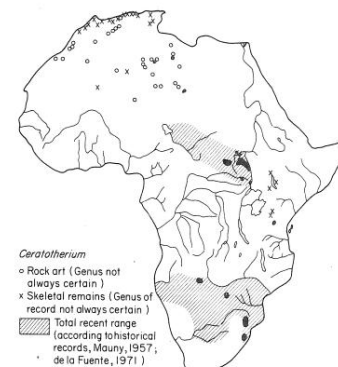 Ceratotherium
o Rock art (Genus not
always certain)
x Skeletal remains (Genus of
record not always certain)
Total recent range
(according to historical
records, Mauny, 1957;
de la Fuente, 1971)